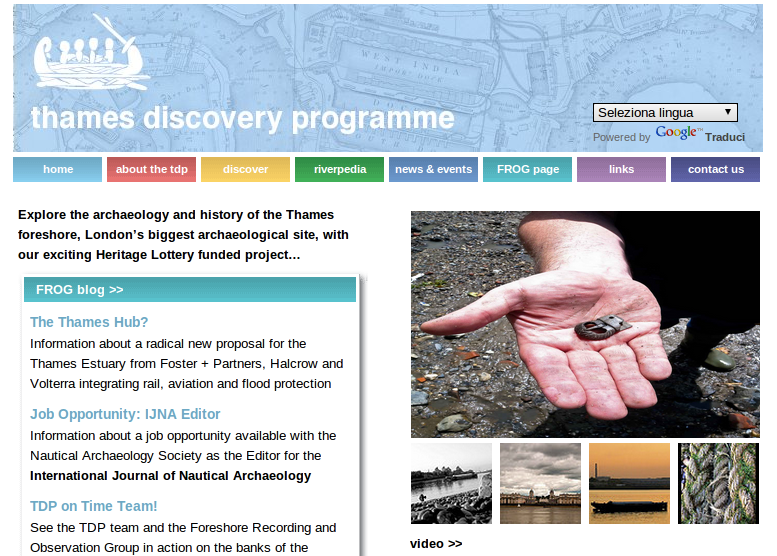 WEST INDIA
thames discovery programme
Seleziona lingua
Powered by Google™ Traduci
home
about the tdp
discover
riverpedia
news & events
FROG page
links
contact us
Explore the archaeology and history of the Thames
foreshore, London's biggest archaeological site, with
our exciting Heritage Lottery funded project…
FROG blog >>
The Thames Hub?
Information about a radical new proposal for the
Thames Estuary from Foster + Partners, Halcrow and
Volterra integrating rail, aviation and flood protection
Job Opportunity: IJNA Editor
Information about a job opportunity available with the
Nautical Archaeology Society as the Editor for the
International Journal of Nautical Archaeology
TDP on Time Team!
See the TDP team and the Foreshore Recording and
Observation Group in action on the banks of the
video >>